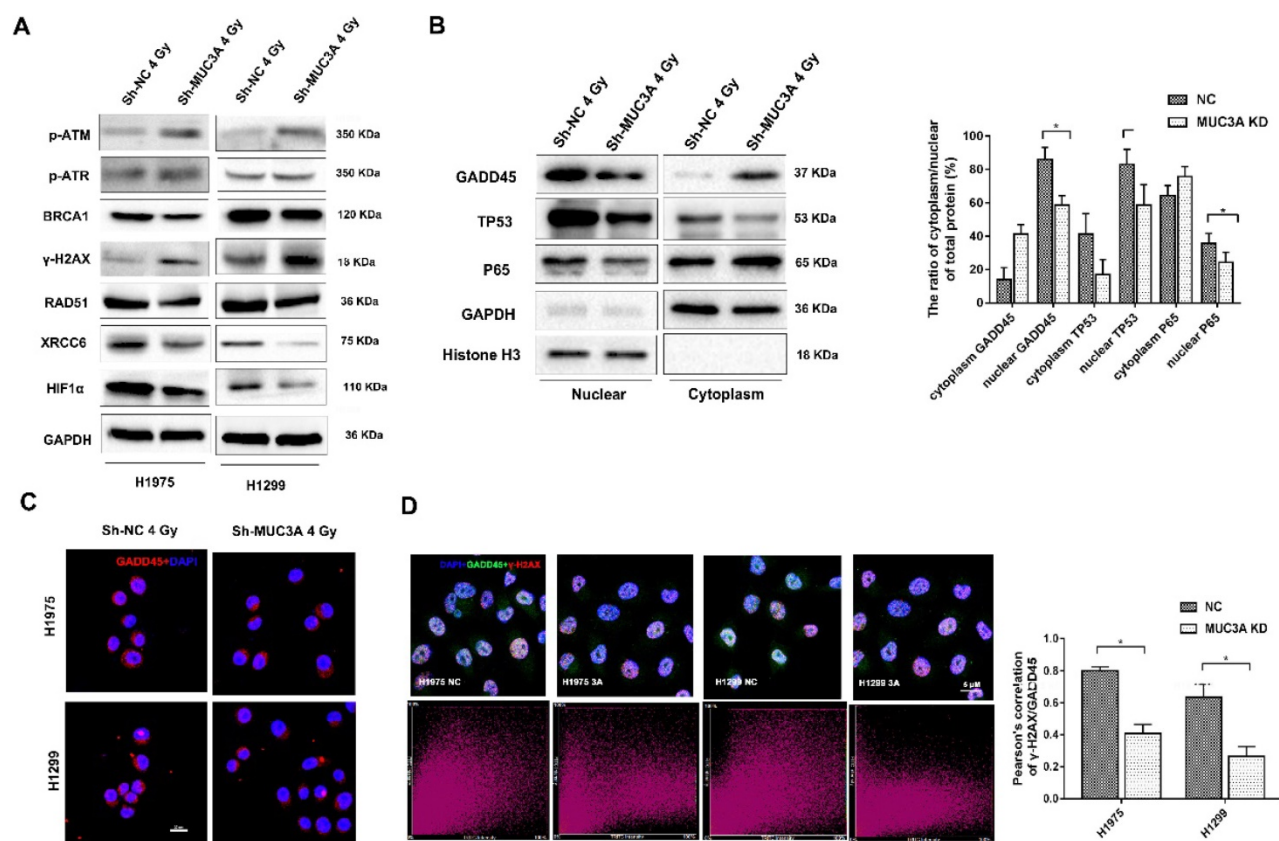 A
Sh-NC 4 Gy
Sh-MUC3A 4 Gy
Sh-NC 4 Gy
Sh-MUC3A 4 Gy
p-ATM
350 KDa
p-ATR
350 KDa
BRCA1
120 KDa
γ-H2AX
18 KDa
RAD51
36 KDa
XRCC6
75 KDa
HIF1α
110 KDa
GAPDH
36 KDa
H1975
H1299
B
Sh-NC 4 Gy
Sh-MUC3A 4 Gy
Sh-NC 4 Gy
Sh-MUC3A 4 Gy
GADD45
37 KDa
TP53
53 KDa
P65
65 KDa
GAPDH
36 KDa
Histone H3
18 KDa
Nuclear
Cytoplasm
NC
MUC3A KD
The ratio of cytoplasm/nuclear
of total protein (%)
100
80
60
40
20
0
*
*
cytoplasm GADD45
nuclear GADD45
cytoplasm TP53
nuclear TP53
cytoplasm P65
nuclear P65
C
Sh-NC 4 Gy
Sh-MUC3A 4 Gy
GADD45+DAPI
H1975
H1299
D
DAPI+GADD45+γ-H2AX
H1975 NC
H1975 3A
H1299 NC
H1299 3A
5 μM
100%
0%
TRITC Intensity
100%
NC
MUC3A KD
Pearson's correlation
of γ-H2AX/GADD45
1.0
0.8
0.6
0.4
0.2
0.0
*
*
H1975
H1299